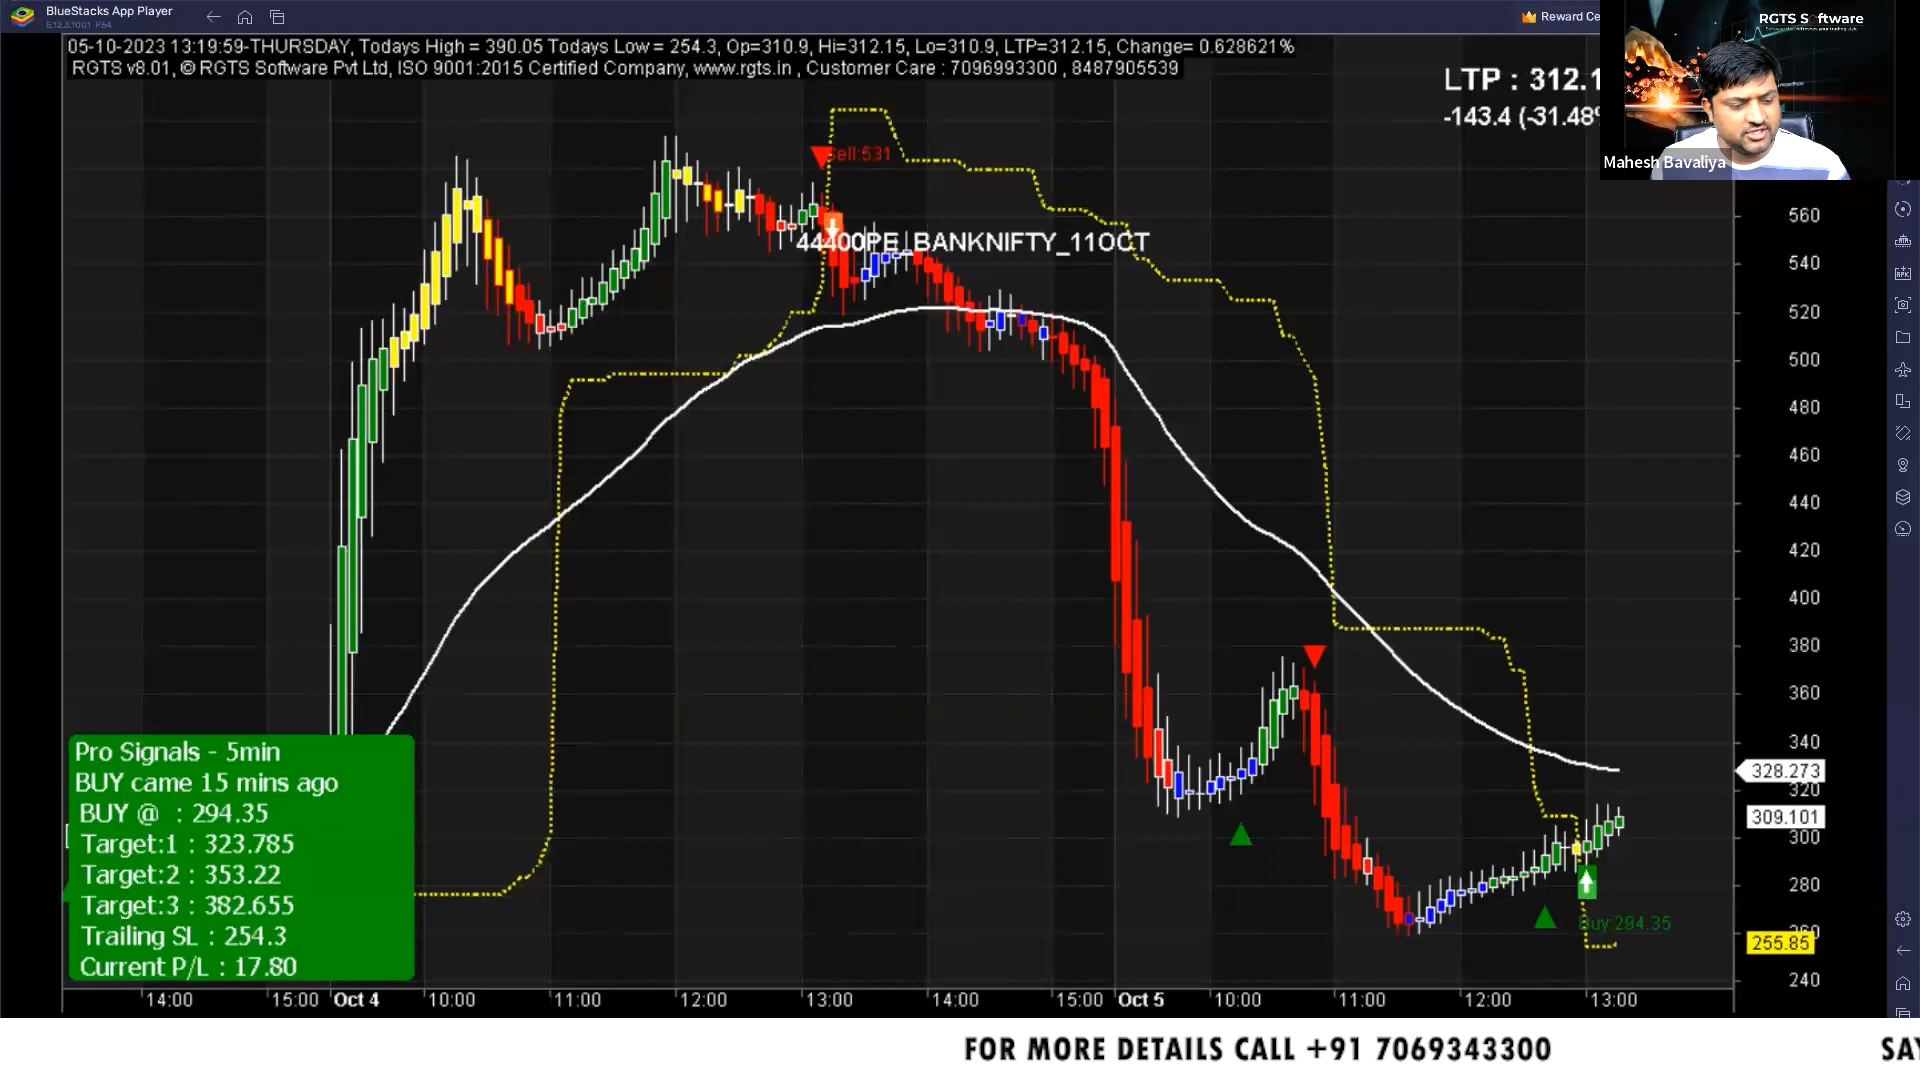 BlueStacks App Player
5.12.3.1001 P64
Reward Ce
RGTS Software
05-10-2023 13:19:59-THURSDAY, Todays High = 390.05 Todays Low = 254.3, Op=310.9, Hi=312.15, Lo=310.9, LTP=312.15, Change= 0.628621%
RGTS v8.01, © RGTS Software Pvt Ltd, ISO 9001:2015 Certified Company, www.rgts.in , Customer Care : 7096993300 , 8487905539
LTP : 312.1
-143.4 (-31.48
Mahesh Bavaliya
Sell:531
44400PE_BANKNIFTY_11OCT
560
540
520
500
480
460
440
420
400
380
360
340
328.273
320
309.101
300
280
260
255.85
240
Buy:294.35
Pro Signals - 5min
BUY came 15 mins ago
BUY @ : 294.35
Target:1 : 323.785
Target:2 : 353.22
Target:3 : 382.655
Trailing SL : 254.3
Current P/L : 17.80
14:00 15:00 Oct 4 10:00 11:00 12:00 13:00 14:00 15:00 Oct 5 10:00 11:00 12:00 13:00
FOR MORE DETAILS CALL +91 7069343300 SAY